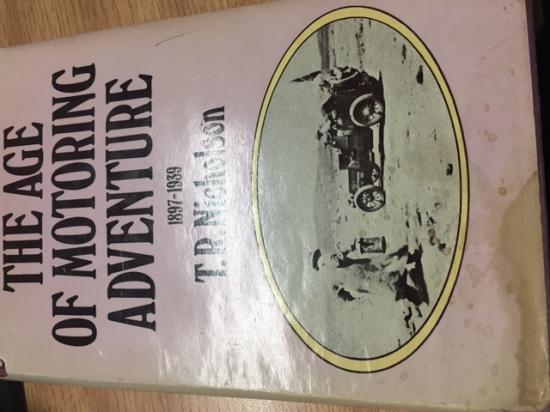 THE AGE
OF MOTORING
ADVENTURE
1897-1939
T.R.Nicholson